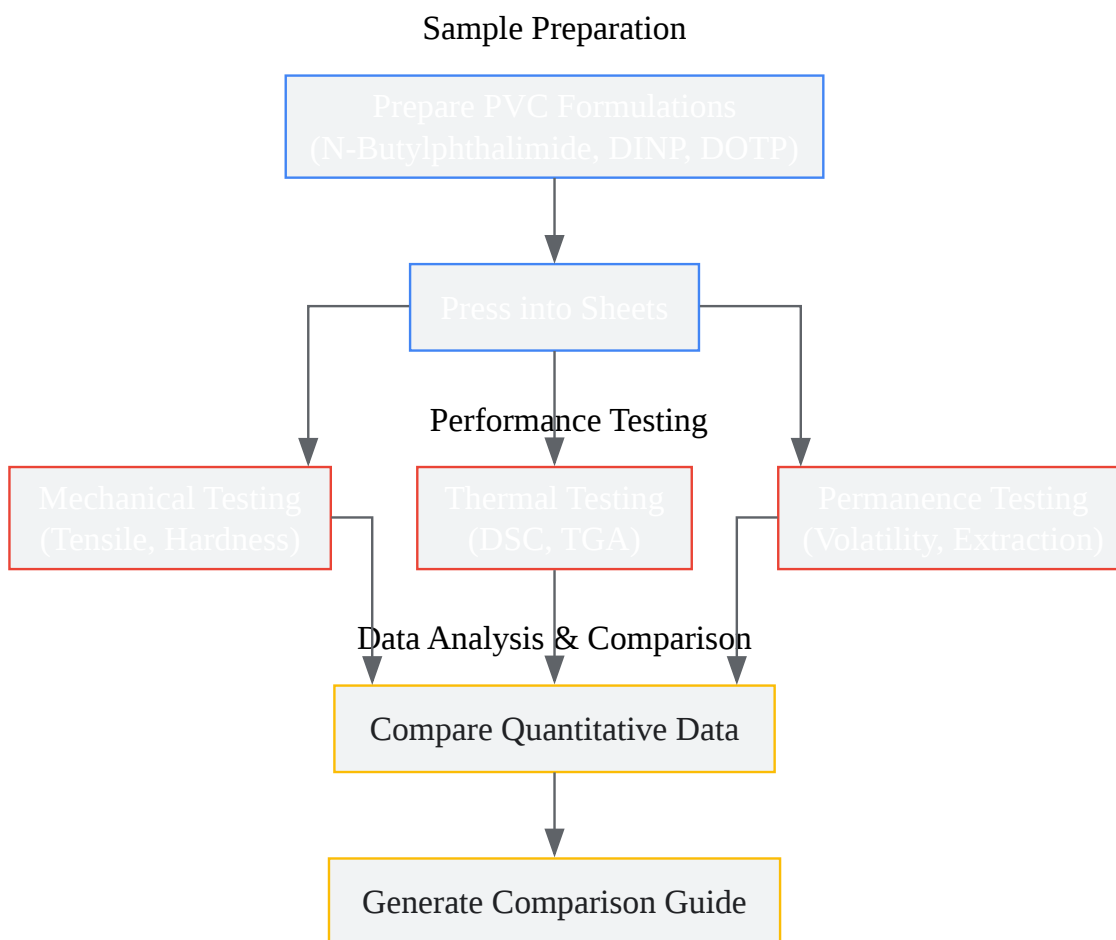 Sample Preparation
Prepare PVC Formulations
(N-Butylphthalimide, DINP, DOTP)
Press into Sheets
Performance Testing
Mechanical Testing
(Tensile, Hardness)
Thermal Testing
(DSC, TGA)
Permanence Testing
(Volatility, Extraction)
Data Analysis & Comparison
Compare Quantitative Data
Generate Comparison Guide